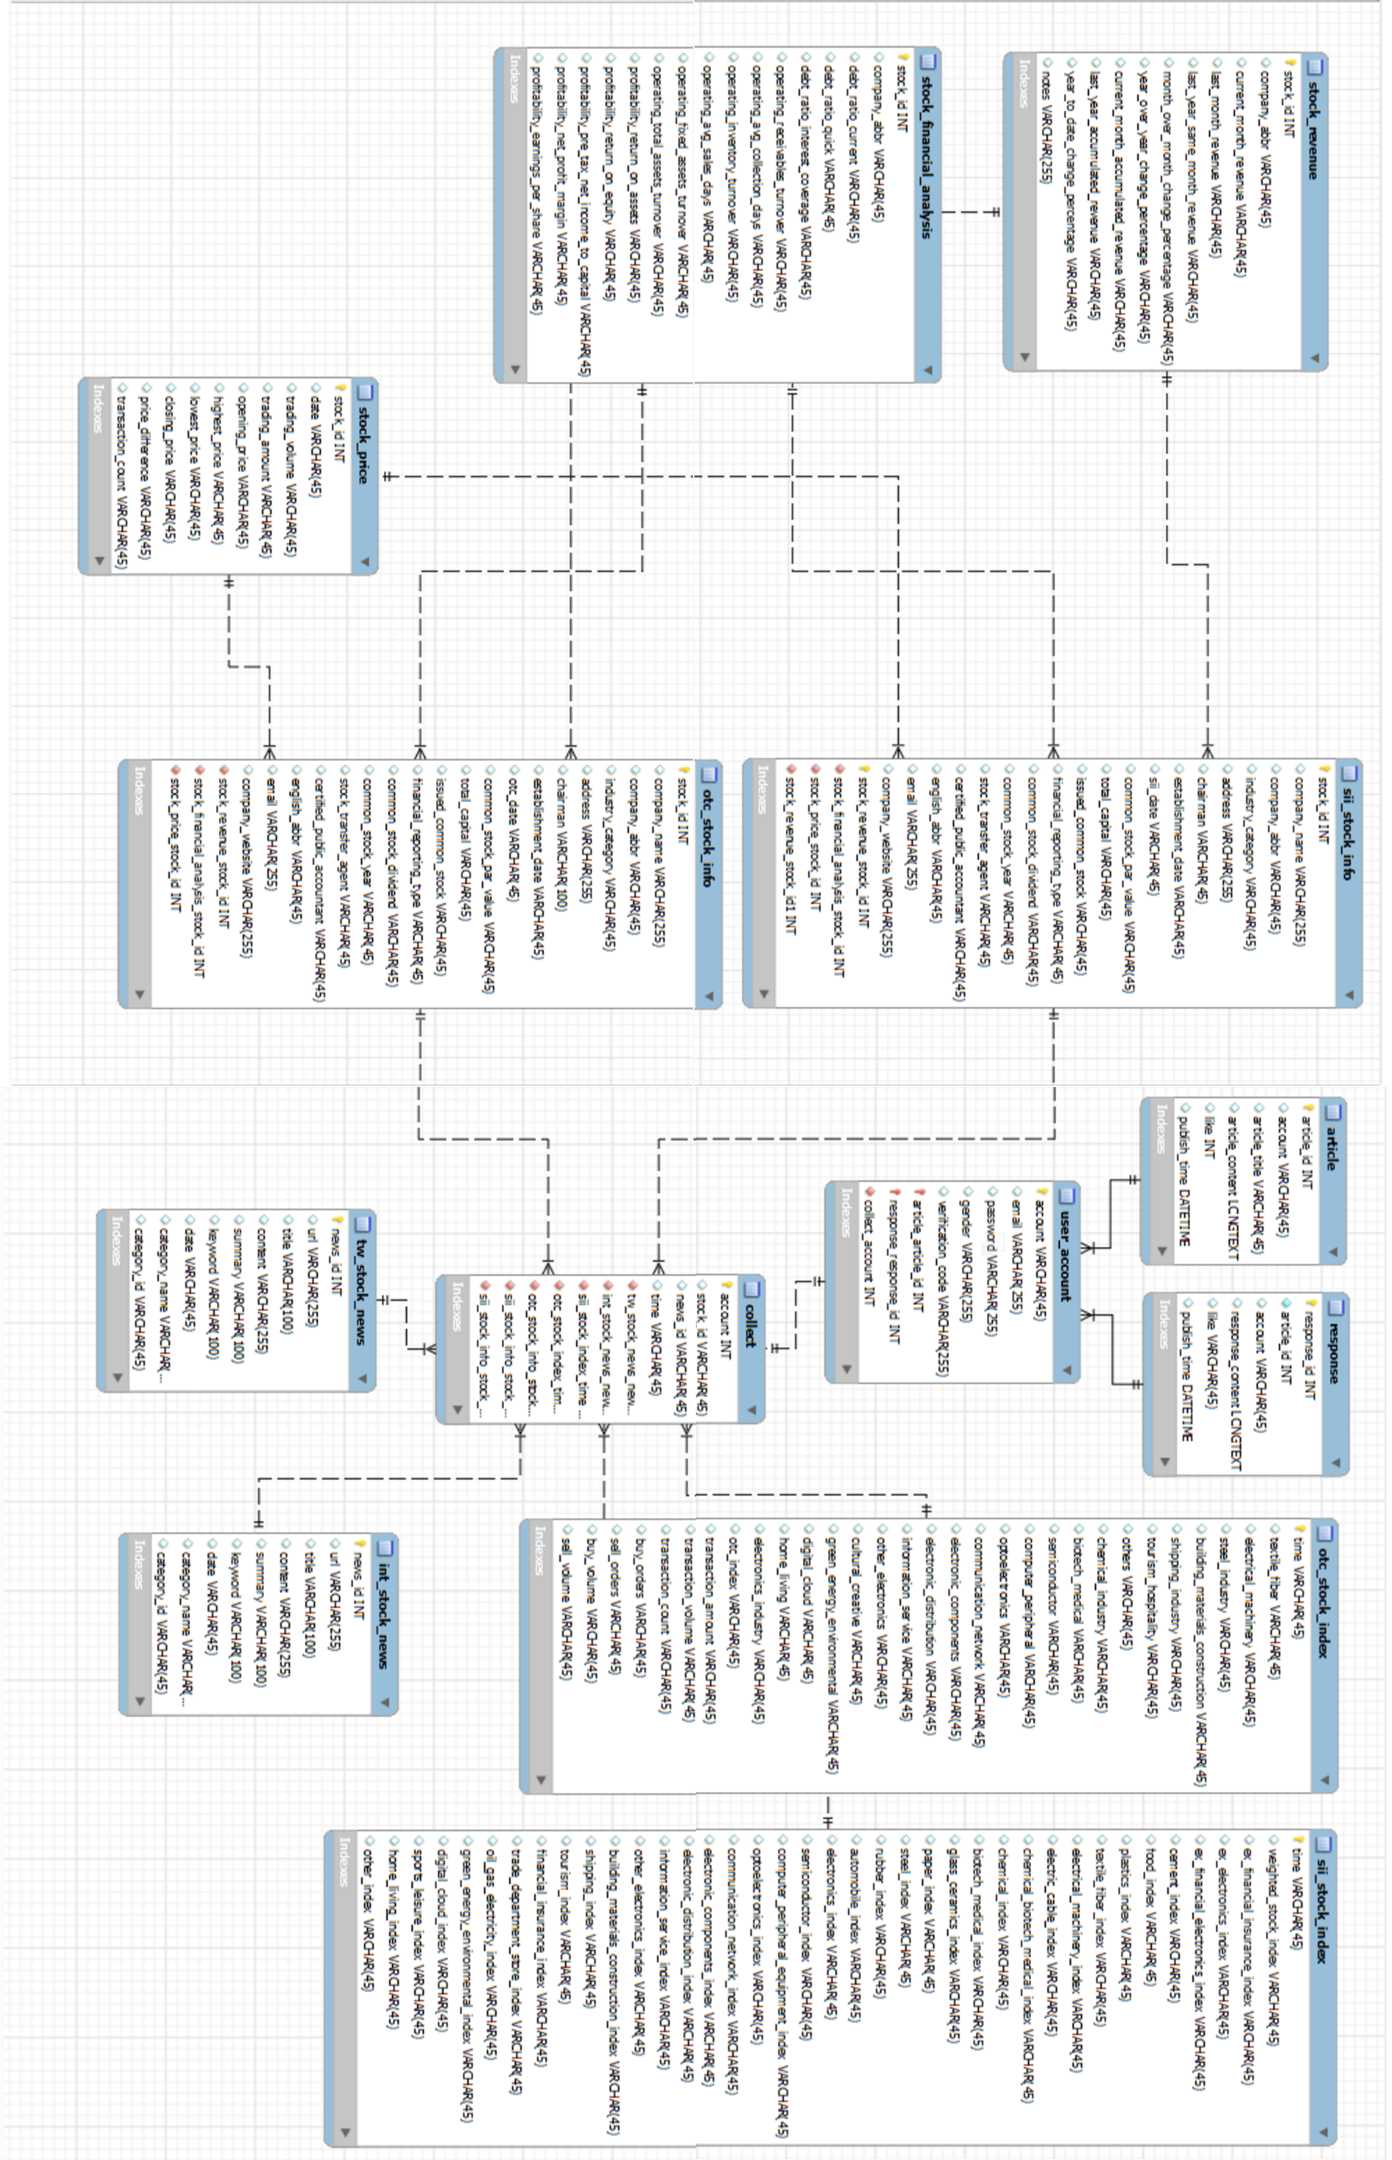 stock_revenue
stock_id INT
company_abbr VARCHAR(45)
current_month_revenue VARCHAR(45)
last_month_revenue VARCHAR(45)
last_year_same_month_revenue VARCHAR(45)
month_over_month_change_percentage VARCHAR(45)
year_over_year_change_percentage VARCHAR(45)
current_month_accumulated_revenue VARCHAR(45)
last_year_accumulated_revenue VARCHAR(45)
year_to_date_change_percentage VARCHAR(45)
notes VARCHAR(255)
Indexes
stock_financial_analysis
stock_id INT
company_abbr VARCHAR(45)
debt_ratio_current VARCHAR(45)
debt_ratio_quick VARCHAR(45)
debt_ratio_interest_coverage VARCHAR(45)
operating_receivables_turnover VARCHAR(45)
operating_avg_collection_days VARCHAR(45)
operating_inventory_turnover VARCHAR(45)
operating_avg_sales_days VARCHAR(45)
operating_fixed_assets_turnover VARCHAR(45)
operating_total_assets_turnover VARCHAR(45)
profitability_return_on_assets VARCHAR(45)
profitability_return_on_equity VARCHAR(45)
profitability_pre_tax_net_income_to_capital VARCHAR(45)
profitability_net_profit_margin VARCHAR(45)
profitability_earnings_per_share VARCHAR(45)
Indexes
stock_price
stock_id INT
date VARCHAR(45)
trading_volume VARCHAR(45)
trading_amount VARCHAR(45)
opening_price VARCHAR(45)
highest_price VARCHAR(45)
lowest_price VARCHAR(45)
closing_price VARCHAR(45)
price_difference VARCHAR(45)
transaction_count VARCHAR(45)
Indexes
sii_stock_info
stock_id INT
company_name VARCHAR(255)
company_abbr VARCHAR(45)
industry_category VARCHAR(45)
address VARCHAR(255)
chairman VARCHAR(45)
establishment_date VARCHAR(45)
sii_date VARCHAR(45)
common_stock_par_value VARCHAR(45)
total_capital VARCHAR(45)
issued_common_stock VARCHAR(45)
financial_reporting_type VARCHAR(45)
common_stock_dividend VARCHAR(45)
common_stock_year VARCHAR(45)
stock_transfer_agent VARCHAR(45)
certified_public_accountant VARCHAR(45)
english_abbr VARCHAR(45)
email VARCHAR(255)
company_website VARCHAR(255)
stock_revenue_stock_id INT
stock_financial_analysis_stock_id INT
stock_price_stock_id INT
stock_revenue_stock_id1 INT
Indexes
otc_stock_info
stock_id INT
company_name VARCHAR(255)
company_abbr VARCHAR(45)
industry_category VARCHAR(45)
address VARCHAR(255)
chairman VARCHAR(100)
establishment_date VARCHAR(45)
otc_date VARCHAR(45)
common_stock_par_value VARCHAR(45)
total_capital VARCHAR(45)
issued_common_stock VARCHAR(45)
financial_reporting_type VARCHAR(45)
common_stock_dividend VARCHAR(45)
common_stock_year VARCHAR(45)
stock_transfer_agent VARCHAR(45)
certified_public_accountant VARCHAR(45)
english_abbr VARCHAR(45)
email VARCHAR(255)
company_website VARCHAR(255)
stock_revenue_stock_id INT
stock_financial_analysis_stock_id INT
stock_price_stock_id INT
Indexes
article
article_id INT
account VARCHAR(45)
article_title VARCHAR(45)
article_content LONGTEXT
like INT
publish_time DATETIME
Indexes
response
response_id INT
article_id INT
account VARCHAR(45)
response_content LONGTEXT
like VARCHAR(45)
publish_time DATETIME
Indexes
user_account
account VARCHAR(45)
email VARCHAR(255)
password VARCHAR(255)
gender VARCHAR(255)
verification_code VARCHAR(255)
article_article_id INT
response_response_id INT
collect_account INT
Indexes
collect
account INT
stock_id VARCHAR(45)
news_id VARCHAR(45)
time VARCHAR(45)
tw_stock_news_new...
int_stock_news_new...
sii_stock_index_time ...
otc_stock_index_tim...
otc_stock_info_stock...
sii_stock_info_stock_...
sii_stock_info_stock_...
Indexes
tw_stock_news
news_id INT
url VARCHAR(255)
title VARCHAR(100)
content VARCHAR(255)
summary VARCHAR(100)
keyword VARCHAR(100)
date VARCHAR(45)
category_name VARCHAR(...
category_id VARCHAR(45)
Indexes
int_stock_news
news_id INT
url VARCHAR(255)
title VARCHAR(100)
content VARCHAR(255)
summary VARCHAR(100)
keyword VARCHAR(100)
date VARCHAR(45)
category_name VARCHAR(...
category_id VARCHAR(45)
Indexes
otc_stock_index
time VARCHAR(45)
textile_fiber VARCHAR(45)
electrical_machinery VARCHAR(45)
steel_industry VARCHAR(45)
building_materials_construction VARCHAR(45)
shipping_industry VARCHAR(45)
tourism_hospitality VARCHAR(45)
others VARCHAR(45)
chemical_industry VARCHAR(45)
biotech_medical VARCHAR(45)
semiconductor VARCHAR(45)
computer_peripheral VARCHAR(45)
optoelectronics VARCHAR(45)
communication_network VARCHAR(45)
electronic_components VARCHAR(45)
electronic_distribution VARCHAR(45)
information_service VARCHAR(45)
other_electronics VARCHAR(45)
cultural_creative VARCHAR(45)
green_energy_environmental VARCHAR(45)
digital_cloud VARCHAR(45)
home_living VARCHAR(45)
electronics_industry VARCHAR(45)
otc_index VARCHAR(45)
transaction_amount VARCHAR(45)
transaction_volume VARCHAR(45)
transaction_count VARCHAR(45)
buy_orders VARCHAR(45)
sell_orders VARCHAR(45)
buy_volume VARCHAR(45)
sell_volume VARCHAR(45)
Indexes
sii_stock_index
time VARCHAR(45)
weighted_stock_index VARCHAR(45)
ex_financial_insurance_index VARCHAR(45)
ex_electronics_index VARCHAR(45)
ex_financial_electronics_index VARCHAR(45)
cement_index VARCHAR(45)
food_index VARCHAR(45)
plastics_index VARCHAR(45)
textile_fiber_index VARCHAR(45)
electrical_machinery_index VARCHAR(45)
electric_cable_index VARCHAR(45)
chemical_biotech_medical_index VARCHAR(45)
chemical_index VARCHAR(45)
biotech_medical_index VARCHAR(45)
glass_ceramics_index VARCHAR(45)
paper_index VARCHAR(45)
steel_index VARCHAR(45)
rubber_index VARCHAR(45)
automobile_index VARCHAR(45)
electronics_index VARCHAR(45)
semiconductor_index VARCHAR(45)
computer_peripheral_equipment_index VARCHAR(45)
optoelectronics_index VARCHAR(45)
communication_network_index VARCHAR(45)
electronic_components_index VARCHAR(45)
electronic_distribution_index VARCHAR(45)
information_service_index VARCHAR(45)
other_electronics_index VARCHAR(45)
building_materials_construction_index VARCHAR(45)
shipping_index VARCHAR(45)
tourism_index VARCHAR(45)
financial_insurance_index VARCHAR(45)
trade_department_store_index VARCHAR(45)
oil_gas_electricity_index VARCHAR(45)
green_energy_environmental_index VARCHAR(45)
digital_cloud_index VARCHAR(45)
sports_leisure_index VARCHAR(45)
home_living_index VARCHAR(45)
other_index VARCHAR(45)
Indexes